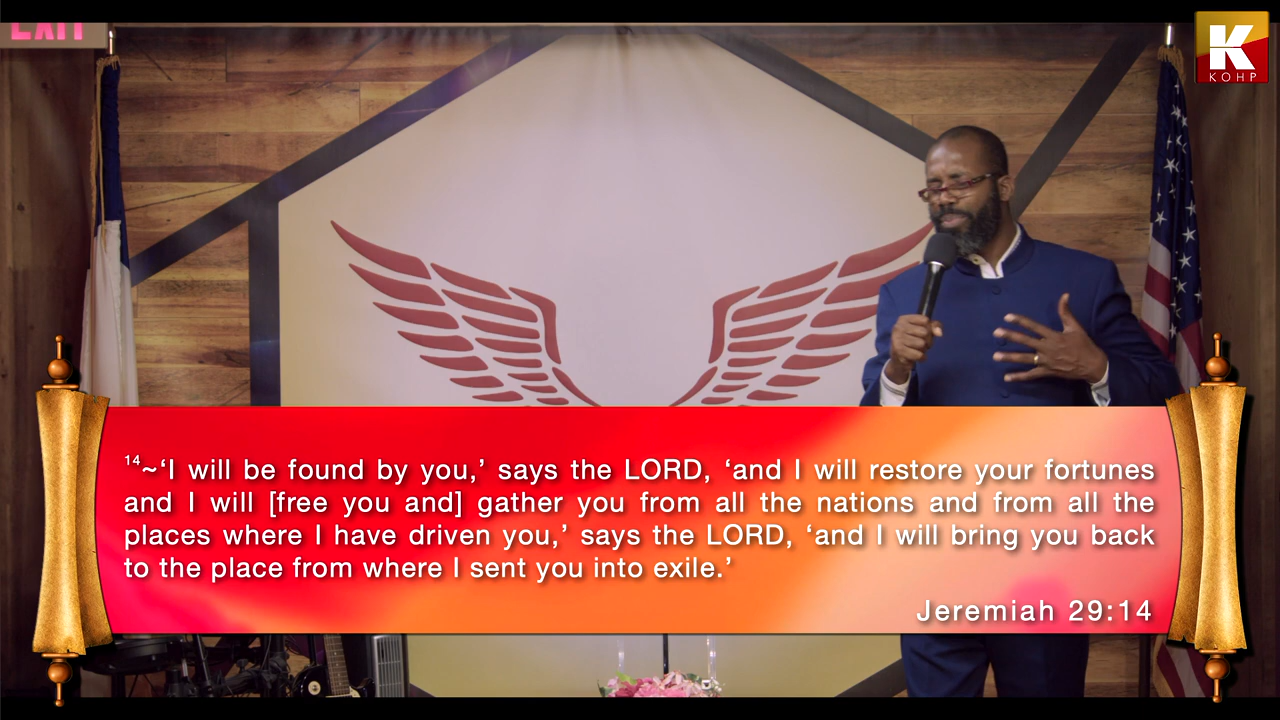 EXIT
K
KOHP
¹⁴~‘I will be found by you,’ says the LORD, ‘and I will restore your fortunes
and I will [free you and] gather you from all the nations and from all the
places where I have driven you,’ says the LORD, ‘and I will bring you back
to the place from where I sent you into exile.’
Jeremiah 29:14